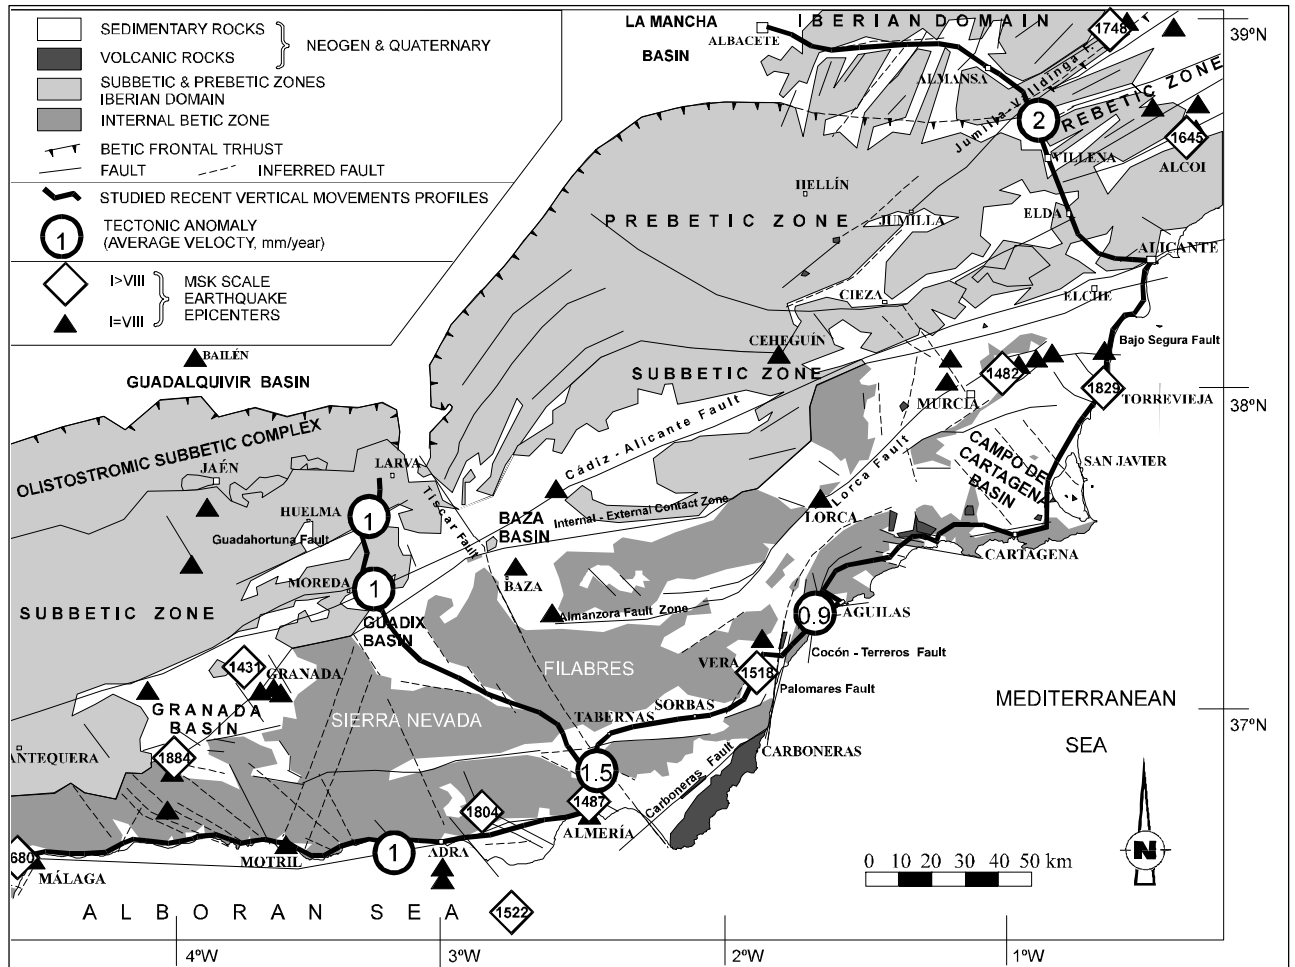 SEDIMENTARY ROCKS
VOLCANIC ROCKS
NEOGEN & QUATERNARY
SUBBETIC & PREBETIC ZONES
IBERIAN DOMAIN
INTERNAL BETIC ZONE
BETIC FRONTAL TRHUST
FAULT
INFERRED FAULT
STUDIED RECENT VERTICAL MOVEMENTS PROFILES
1
TECTONIC ANOMALY
(AVERAGE VELOCTY, mm/year)
I>VIII
I=VIII
MSK SCALE
EARTHQUAKE
EPICENTERS
LA MANCHA
BASIN
ALBACETE
IBERIAN DOMAIN
1748
39ºN
ALMANSA
Jumilla-Valldinga F.
PREBETIC ZONE
2
1645
ALCOI
VILLENA
HELLÍN
PREBETIC ZONE
JUMILLA
ELDA
ALICANTE
CIEZA
ELCHE
BAILÉN
GUADALQUIVIR BASIN
CEHEGUÍN
SUBBETIC ZONE
Bajo Segura Fault
1482
1829
MURCIA
TORREVIEJA
38ºN
OLISTOSTROMIC SUBBETIC COMPLEX
JAÉN
LARVA
Cádiz - Alicante Fault
Lorca Fault
CAMPO DE
CARTAGENA
BASIN
SAN JAVIER
Tiscar Fault
HUELMA
1
Guadahortuna Fault
BAZA
BASIN
Internal - External Contact Zone
LORCA
CARTAGENA
MOREDA
1
BAZA
Almanzora Fault Zone
SUBBETIC ZONE
GUADIX
BASIN
0.9
AGUILAS
Cocón - Terreros Fault
1431
GRANADA
FILABRES
VERA
1518
Palomares Fault
GRANADA
BASIN
SIERRA NEVADA
SORBAS
TABERNAS
MEDITERRANEAN
SEA
37ºN
ANTEQUERA
1884
1.5
CARBONERAS
Carboneras Fault
1487
1804
ALMERÍA
680
MÁLAGA
MOTRIL
1
ADRA
0 10 20 30 40 50 km
N
ALBORAN SEA
1522
4ºW
3ºW
2ºW
1ºW